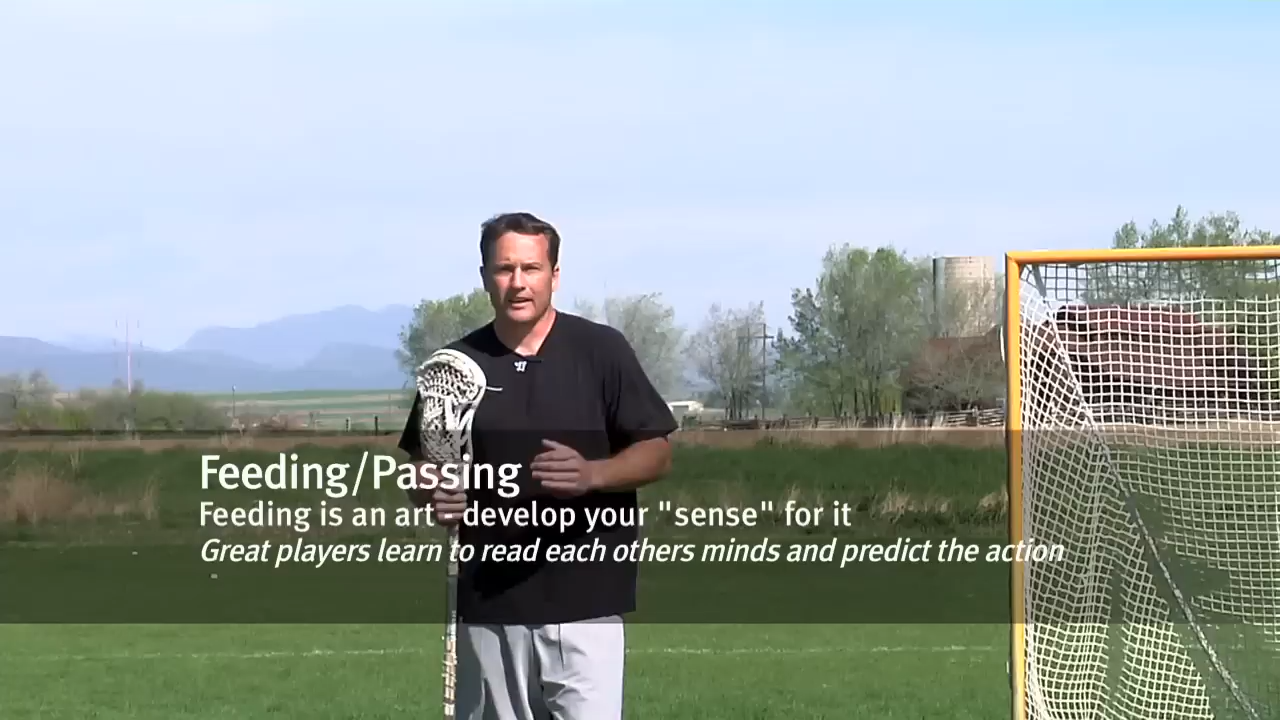 Feeding/Passing
Feeding is an art - develop your "sense" for it
Great players learn to read each others minds and predict the action